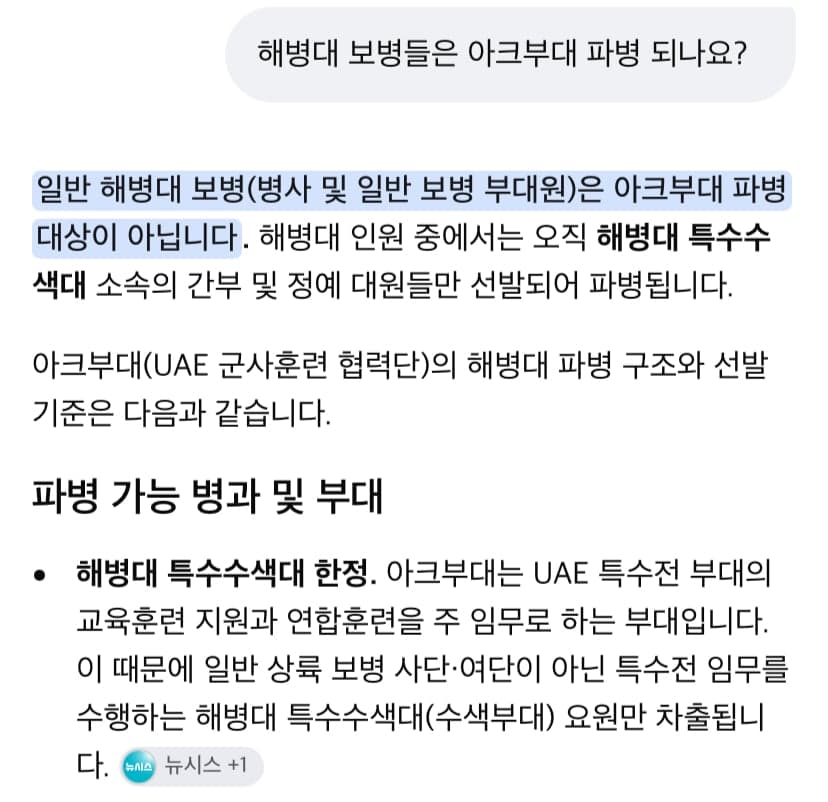 해병대 보병들은 아크부대 파병 되나요?
일반 해병대 보병(병사 및 일반 보병 부대원)은 아크부대 파병
대상이 아닙니다. 해병대 인원 중에서는 오직 해병대 특수수
색대 소속의 간부 및 정예 대원들만 선발되어 파병됩니다.
아크부대(UAE 군사훈련 협력단)의 해병대 파병 구조와 선발
기준은 다음과 같습니다.
파병 가능 병과 및 부대
• 해병대 특수수색대 한정. 아크부대는 UAE 특수전 부대의
교육훈련 지원과 연합훈련을 주 임무로 하는 부대입니다.
이 때문에 일반 상륙 보병 사단·여단이 아닌 특수전 임무를
수행하는 해병대 특수수색대(수색부대) 요원만 차출됩니
다. 뉴시스 뉴시스 +1